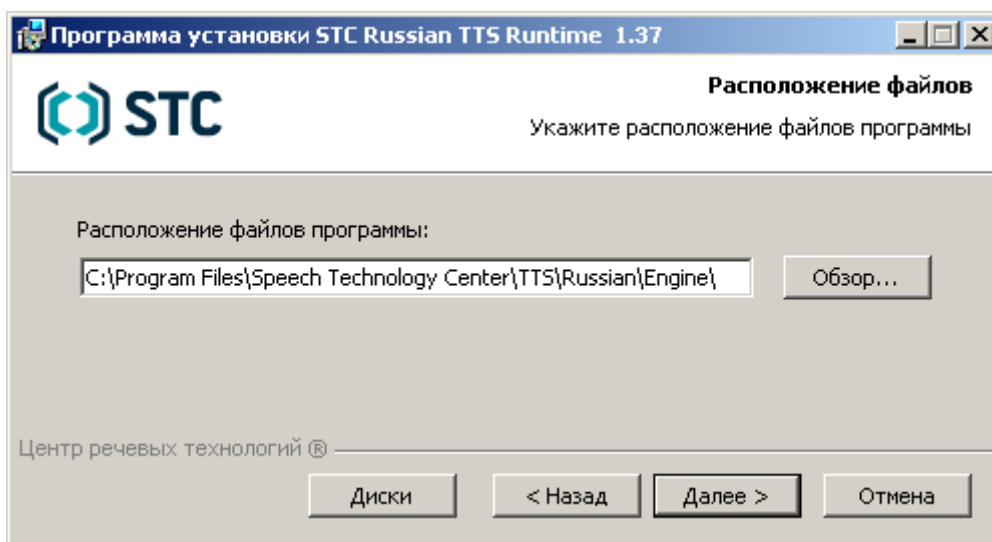 Программа установки STC Russian TTS Runtime 1.37
STC
Расположение файлов
Укажите расположение файлов программы
Расположение файлов программы:
C:\Program Files\Speech Technology Center\TTS\Russian\Engine\
Обзор...
Центр речевых технологий ®
Диски
< Назад
Далее >
Отмена